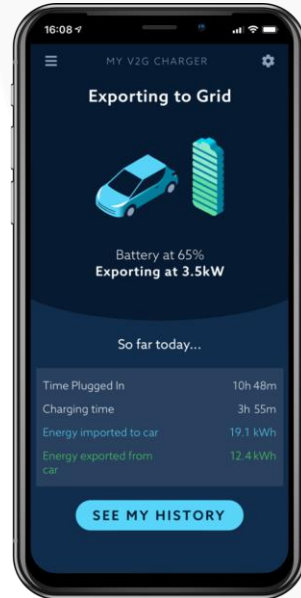 16:08
MY V2G CHARGER
Exporting to Grid
Battery at 65%
Exporting at 3.5kW
So far today...
Time Plugged In 10h 48m
Charging time 3h 55m
Energy imported to car 19.1 kWh
Energy exported from 12.4 kWh
car
SEE MY HISTORY